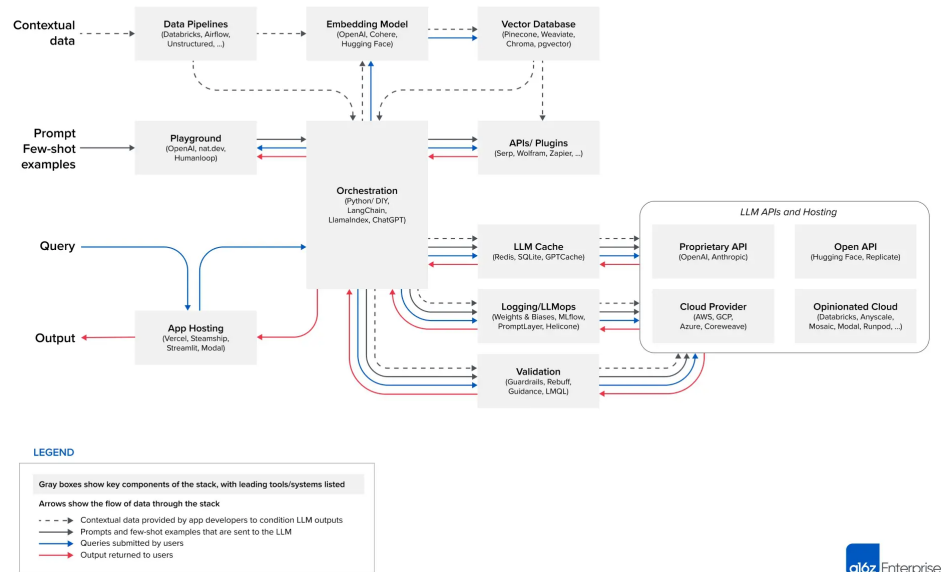 Contextual
data
Data Pipelines
(Databricks, Airflow,
Unstructured, ...)
Embedding Model
(OpenAI, Cohere,
Hugging Face)
Vector Database
(Pinecone, Weaviate,
Chroma, pgvector)
Prompt
Few-shot
examples
Playground
(OpenAI, nat.dev,
Humanloop)
Orchestration
(Python/ DIY,
LangChain,
LlamaIndex, ChatGPT)
APIs/ Plugins
(Serp, Wolfram, Zapier, ...)
Query
LLM Cache
(Redis, SQLite, GPTCache)
Logging/LLMops
(Weights & Biases, MLflow,
PromptLayer, Helicone)
Validation
(Guardrails, Rebuff,
Guidance, LMQL)
LLM APIs and Hosting
Proprietary API
(OpenAI, Anthropic)
Open API
(Hugging Face, Replicate)
Cloud Provider
(AWS, GCP,
Azure, Coreweave)
Opinionated Cloud
(Databricks, Anyscale,
Mosaic, Modal, Runpod, ...)
Output
App Hosting
(Vercel, Steamship,
Streamlit, Modal)
LEGEND
Gray boxes show key components of the stack, with leading tools/systems listed
Arrows show the flow of data through the stack
Contextual data provided by app developers to condition LLM outputs
Prompts and few-shot examples that are sent to the LLM
Queries submitted by users
Output returned to users
a16z Enterprise